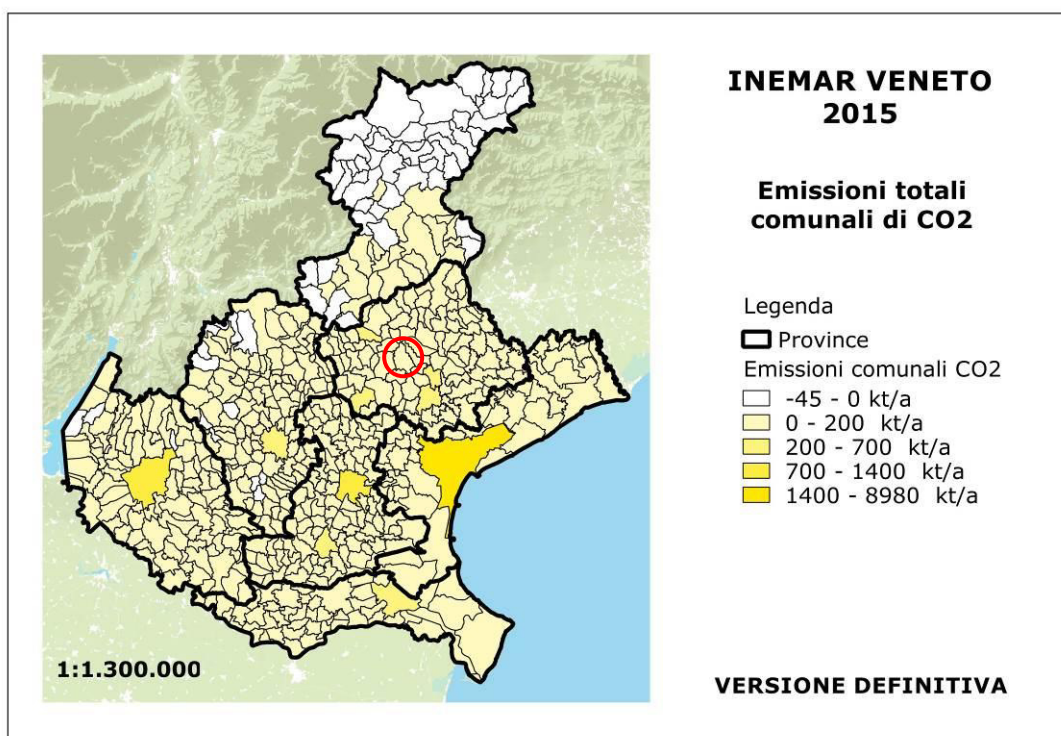 INEMAR VENETO
2015
Emissioni totali
comunali di CO2
Legenda
Province
Emissioni comunali CO2
-45 - 0 kt/a
0 - 200 kt/a
200 - 700 kt/a
700 - 1400 kt/a
1400 - 8980 kt/a
1:1.300.000
VERSIONE DEFINITIVA